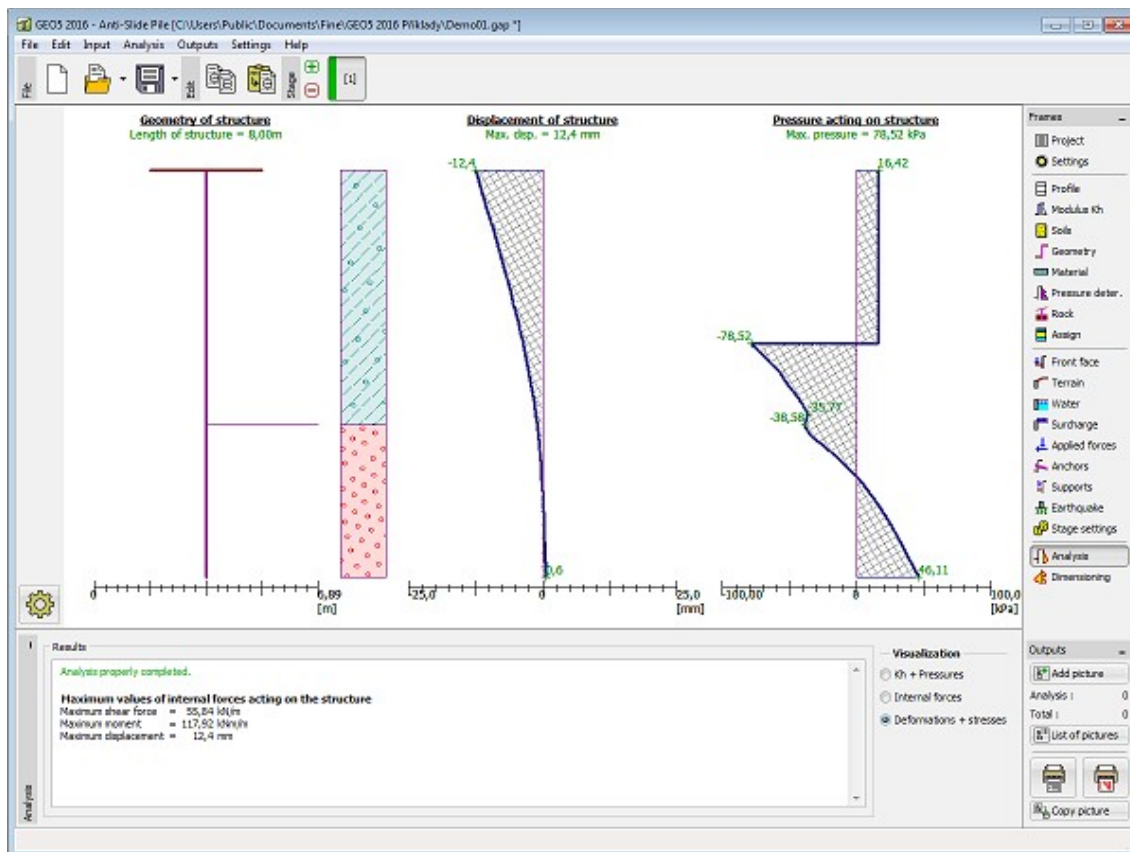 GEO5 2016 - Anti-Slide Pile [C:\Users\Public\Documents\Fine\GEO5 2016 Příklady\Demo01.gap *]
File Edit Input Analysis Outputs Settings Help
File
Edit
Stage
[1]
Geometry of structure
Length of structure = 8,00m
Displacement of structure
Max. disp. = 12,4 mm
Pressure acting on structure
Max. pressure = 78,52 kPa
-12,4
16,42
-78,52
-35,77
-38,58
0,6
46,11
0
6,89
[m]
-25,0
0
25,0
[mm]
-100,00
0
100,0
[kPa]
Frames
Project
Settings
Profile
Modulus Kh
Soils
Geometry
Material
Pressure deter.
Rock
Assign
Front face
Terrain
Water
Surcharge
Applied forces
Anchors
Supports
Earthquake
Stage settings
Analysis
Dimensioning
Results
Analysis properly completed.
Maximum values of internal forces acting on the structure
Maximum shear force = 55,84 kN/m
Maximum moment = 117,92 kNm/m
Maximum displacement = 12,4 mm
Visualization
Kh + Pressures
Internal forces
Deformations + stresses
Analysis
Outputs
Add picture
Analysis : 0
Total : 0
List of pictures
Copy picture